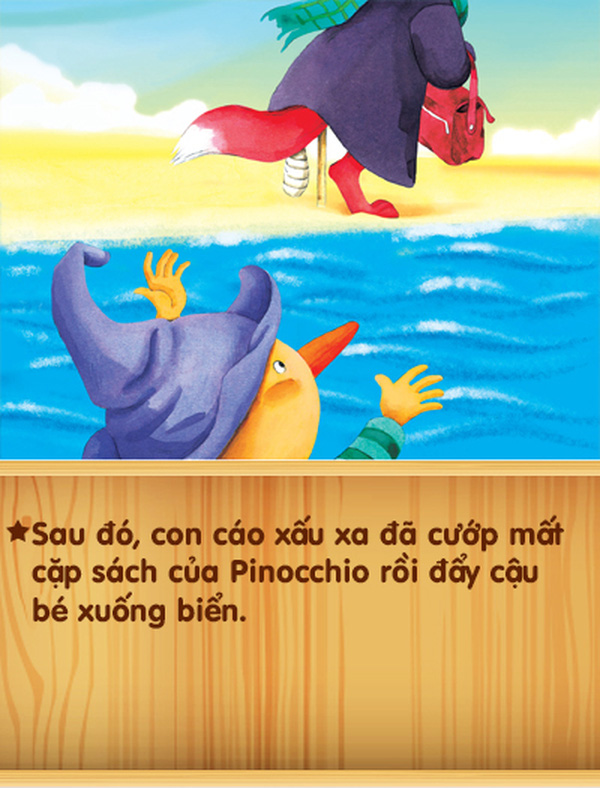 ★Sau đó, con cáo xấu xa đã cướp mất
cặp sách của Pinocchio rồi đẩy cậu
bé xuống biển.